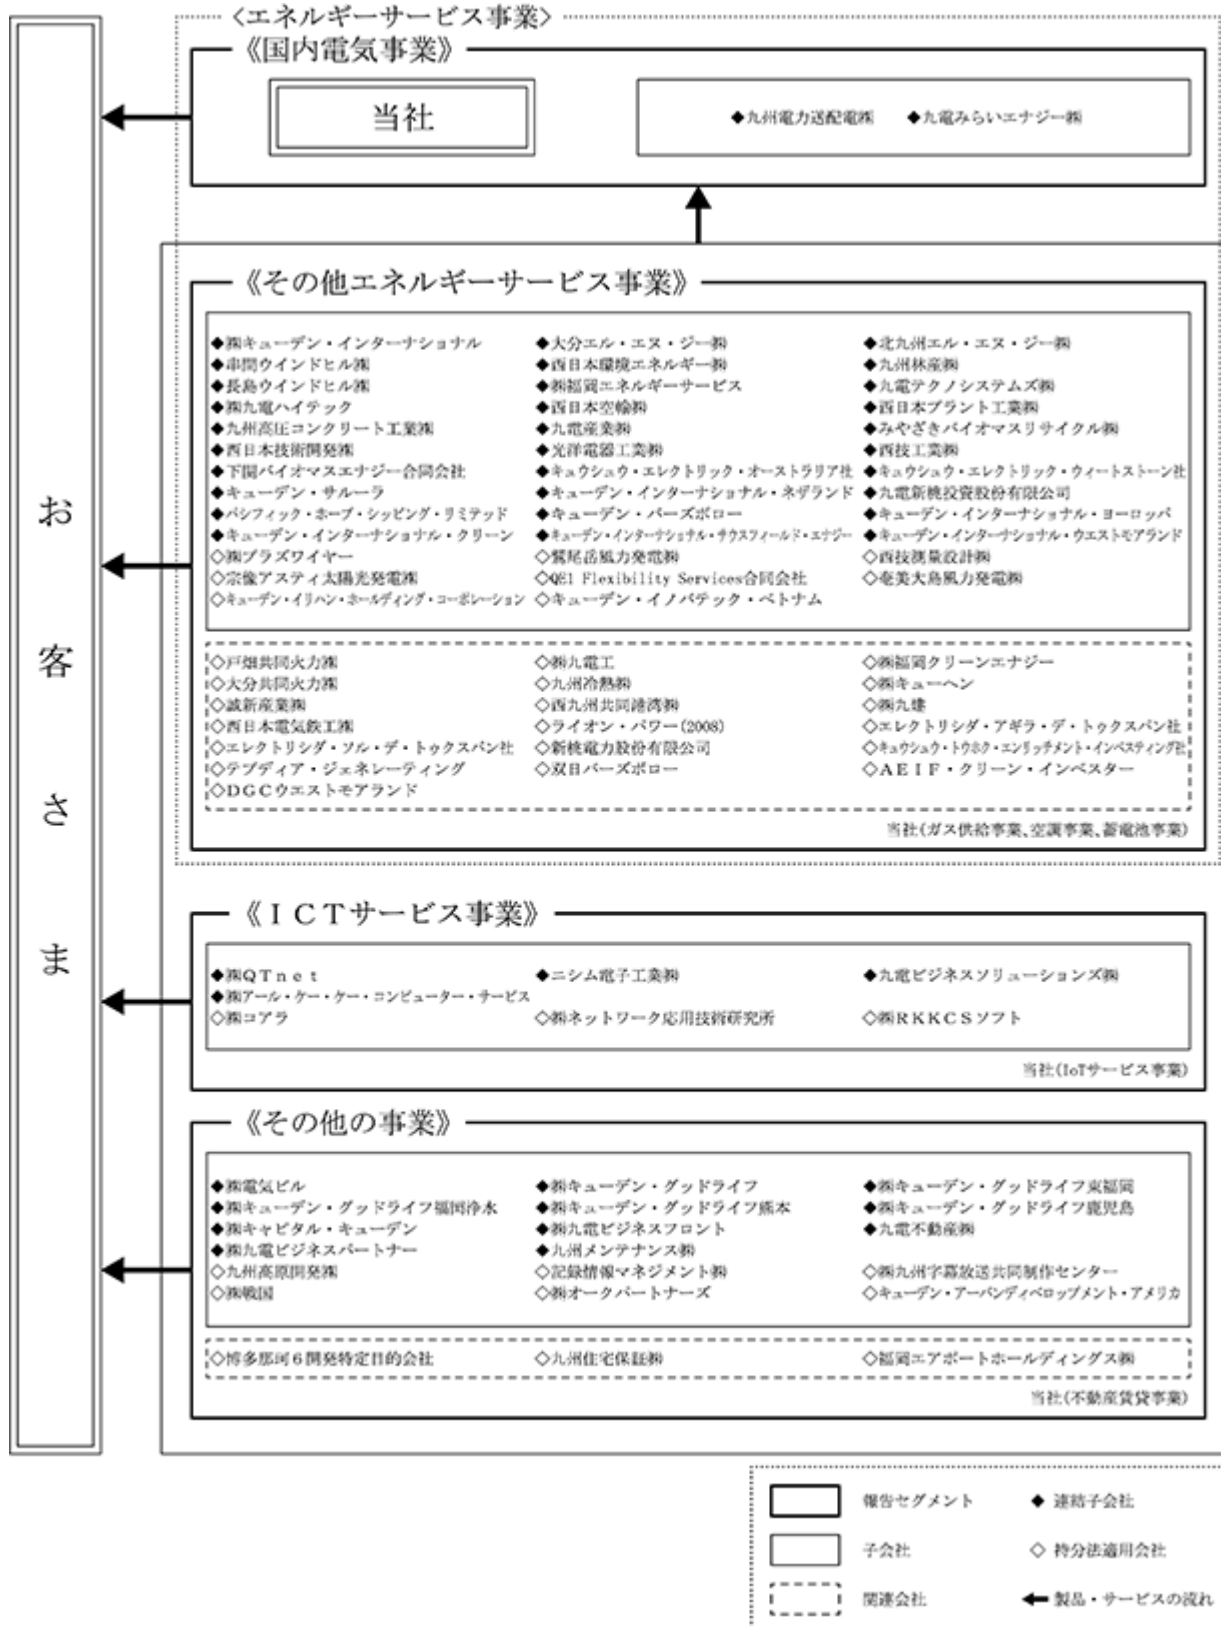 〈エネルギーサービス事業〉
《国内電気事業》
当社
◆九州電力送配電㈱ ◆九電みらいエナジー㈱
お客さま
《その他エネルギーサービス事業》
◆㈱キューデン・インターナショナル ◆大分エル・エヌ・ジー㈱ ◆北九州エル・エヌ・ジー㈱
◆串間ウインドヒル㈱ ◆西日本環境エネルギー㈱ ◆九州林産㈱
◆長島ウインドヒル㈱ ◆㈱福岡エネルギーサービス ◆九電テクノシステムズ㈱
◆㈱九電ハイテック ◆西日本空輸㈱ ◆西日本プラント工業㈱
◆九州高圧コンクリート工業㈱ ◆九電産業㈱ ◆みやざきバイオマスリサイクル㈱
◆西日本技術開発㈱ ◆光洋電器工業㈱ ◆西技工業㈱
◆下関バイオマスエナジー合同会社 ◆キュウシュウ・エレクトリック・オーストラリア社 ◆キュウシュウ・エレクトリック・ウィートストーン社
◆キューデン・サルーラ ◆キューデン・インターナショナル・ネザランド ◆九電新桃投資股份有限公司
◆パシフィック・ホープ・シッピング・リミテッド ◆キューデン・バーズボロー ◆キューデン・インターナショナル・ヨーロッパ
◆キューデン・インターナショナル・クリーン ◆キューデン・インターナショナル・サウスフィールド・エナジー ◆キューデン・インターナショナル・ウエストモアランド
◇㈱プラズワイヤー ◇鷲尾岳風力発電㈱ ◇西技測量設計㈱
◇宗像アスティ太陽光発電㈱ ◇QE1 Flexibility Services合同会社 ◇奄美大島風力発電㈱
◇キューデン・イリハン・ホールディング・コーポレーション ◇キューデン・イノバテック・ベトナム
◇戸畑共同火力㈱ ◇㈱九電工 ◇㈱福岡クリーンエナジー
◇大分共同火力㈱ ◇九州冷熱㈱ ◇㈱キューヘン
◇誠新産業㈱ ◇西九州共同港湾㈱ ◇㈱九建
◇西日本電気鉄工㈱ ◇ライオン・パワー(2008) ◇エレクトリシダ・アギラ・デ・トゥクスパン社
◇エレクトリシダ・ソル・デ・トゥクスパン社 ◇新桃電力股份有限公司 ◇キュウシュウ・トウホク・エンリッチメント・インベスティング社
◇テプディア・ジェネレーティング ◇双日バーズボロー ◇AEIF・クリーン・インベスター
◇DGCウエストモアランド
当社(ガス供給事業、空調事業、蓄電池事業)
《ICTサービス事業》
◆㈱QTnet ◆ニシム電子工業㈱ ◆九電ビジネスソリューションズ㈱
◆㈱アール・ケー・ケー・コンピューター・サービス
◇㈱コアラ ◇㈱ネットワーク応用技術研究所 ◇㈱RKKCSソフト
当社(IoTサービス事業)
《その他の事業》
◆㈱電気ビル ◆㈱キューデン・グッドライフ ◆㈱キューデン・グッドライフ東福岡
◆㈱キューデン・グッドライフ福岡浄水 ◆㈱キューデン・グッドライフ熊本 ◆㈱キューデン・グッドライフ鹿児島
◆㈱キャピタル・キューデン ◆㈱九電ビジネスフロント ◆九電不動産㈱
◆㈱九電ビジネスパートナー ◆九州メンテナンス㈱
◇九州高原開発㈱ ◇記録情報マネジメント㈱ ◇㈱九州字幕放送共同制作センター
◇㈱戦国 ◇㈱オークパートナーズ ◇キューデン・アーバンディベロップメント・アメリカ
◇博多那珂6開発特定目的会社 ◇九州住宅保証㈱ ◇福岡エアポートホールディングス㈱
当社(不動産賃貸事業)
報告セグメント ◆ 連結子会社
子会社 ◇ 持分法適用会社
関連会社 製品・サービスの流れ